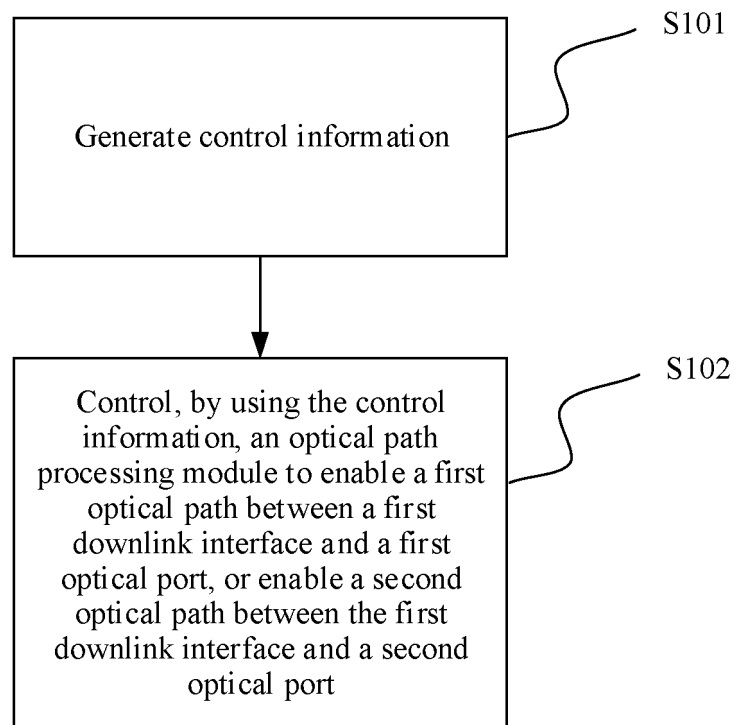 S101
Generate control information
S102
Control, by using the control
information, an optical path
processing module to enable a first
optical path between a first
downlink interface and a first
optical port, or enable a second
optical path between the first
downlink interface and a second
optical port